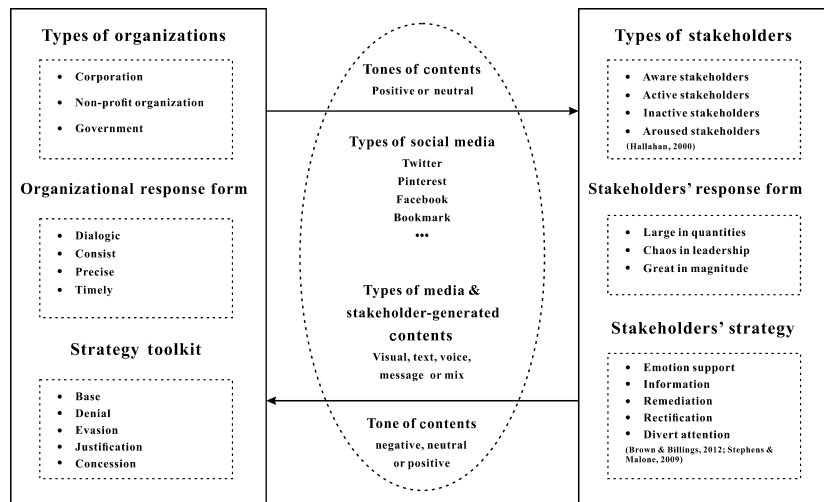 Types of organizations
• Corporation
• Non-profit organization
• Government
Organizational response form
• Dialogic
• Consist
• Precise
• Timely
Strategy toolkit
• Base
• Denial
• Evasion
• Justification
• Concession
Tones of contents
Positive or neutral
Types of social media
Twitter
Pinterest
Facebook
Bookmark
•••
Types of media &
stakeholder-generated
contents
Visual, text, voice,
message or mix
Tone of contents
negative, neutral
or positive
Types of stakeholders
• Aware stakeholders
• Active stakeholders
• Inactive stakeholders
• Aroused stakeholders
(Hallahan, 2000)
Stakeholders' response form
• Large in quantities
• Chaos in leadership
• Great in magnitude
Stakeholders' strategy
• Emotion support
• Information
• Remediation
• Rectification
• Divert attention
(Brown & Billings, 2012; Stephens &
Malone, 2009)